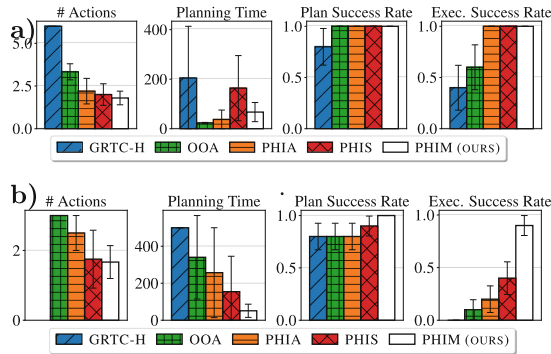 a)
# Actions
Planning Time
Plan Success Rate
Exec. Success Rate
5.0
2.5
0.0
400
200
0
1.0
0.5
0.0
1.0
0.5
0.0
GRTC-H OOA PHIA PHIS PHIM (OURS)
b)
# Actions
Planning Time
Plan Success Rate
Exec. Success Rate
2
0
400
200
0
1.0
0.5
0.0
1.0
0.5
0.0
GRTC-H OOA PHIA PHIS PHIM (OURS)